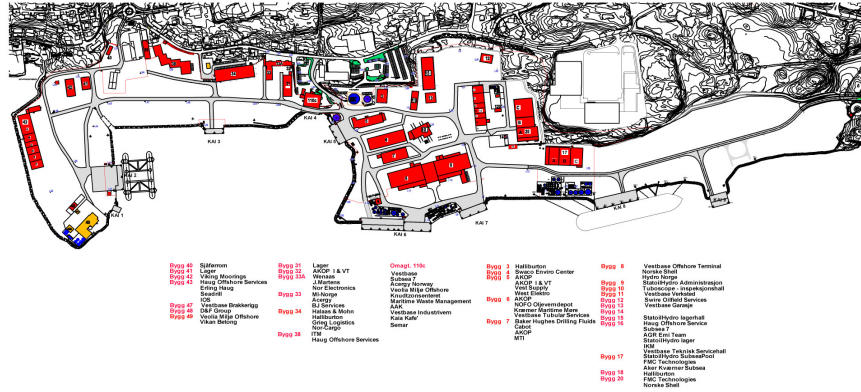 KAI 4
KAI 5
KAI 3
KAI 2
KAI 1
KAI 6
KAI 7
KAI 8
110c
Bygg 40 Sjåførrom
Bygg 41 Lager
Bygg 42 Viking Moorings
Bygg 43 Haug Offshore Services
Erling Haug
Seadrill
IOS
Bygg 47 Vestbase Brakkerigg
Bygg 48 D&F Group
Bygg 49 Veolia Miljø Offshore
Vikan Betong
Bygg 31 Lager
Bygg 32 AKOP I & VT
Bygg 33A Wenaas
J.Martens
Nor Electronics
Bygg 33 MI-Norge
Acergy
BJ Services
Bygg 34 Halaas & Mohn
Halliburton
Grieg Logistics
Nor-Cargo
Bygg 38 ITM
Haug Offshore Services
Omagt. 110c
Vestbase
Subsea 7
Acergy Norway
Veolia Miljø Offshore
Knudtzonsenteret
Maritime Waste Management
AAK
Vestbase Industrivern
Kaia Kafe'
Semar
Bygg 3 Halliburton
Bygg 4 Swaco Enviro Center
Bygg 5 AKOP
AKOP I & VT
Vest Supply
West Elektro
Bygg 6 AKOP
NOFO Oljeverndepot
Kræmer Maritime Møre
Vestbase Tubular Services
Bygg 7 Baker Hughes Drilling Fluids
Cabot
AKOP
MTI
Bygg 8 Vestbase Offshore Terminal
Norske Shell
Hydro Norge
Bygg 9 StatoilHydro Administrasjon
Bygg 10 Tuboscope - inspeksjonshall
Bygg 11 Vestbase Verksted
Bygg 12 Swire Oilfield Services
Bygg 13 Vestbase Garasje
Bygg 14
Bygg 15 StatoilHydro lagerhall
Bygg 16 Haug Offshore Service
Subsea 7
AGR Emi Team
StatoilHydro lager
IKM
Vestbase Teknisk Servicehall
Bygg 17 StatoilHydro SubseaPool
FMC Technologies
Aker Kværner Subsea
Bygg 18 Halliburton
Bygg 20 FMC Technologies
Norske Shell